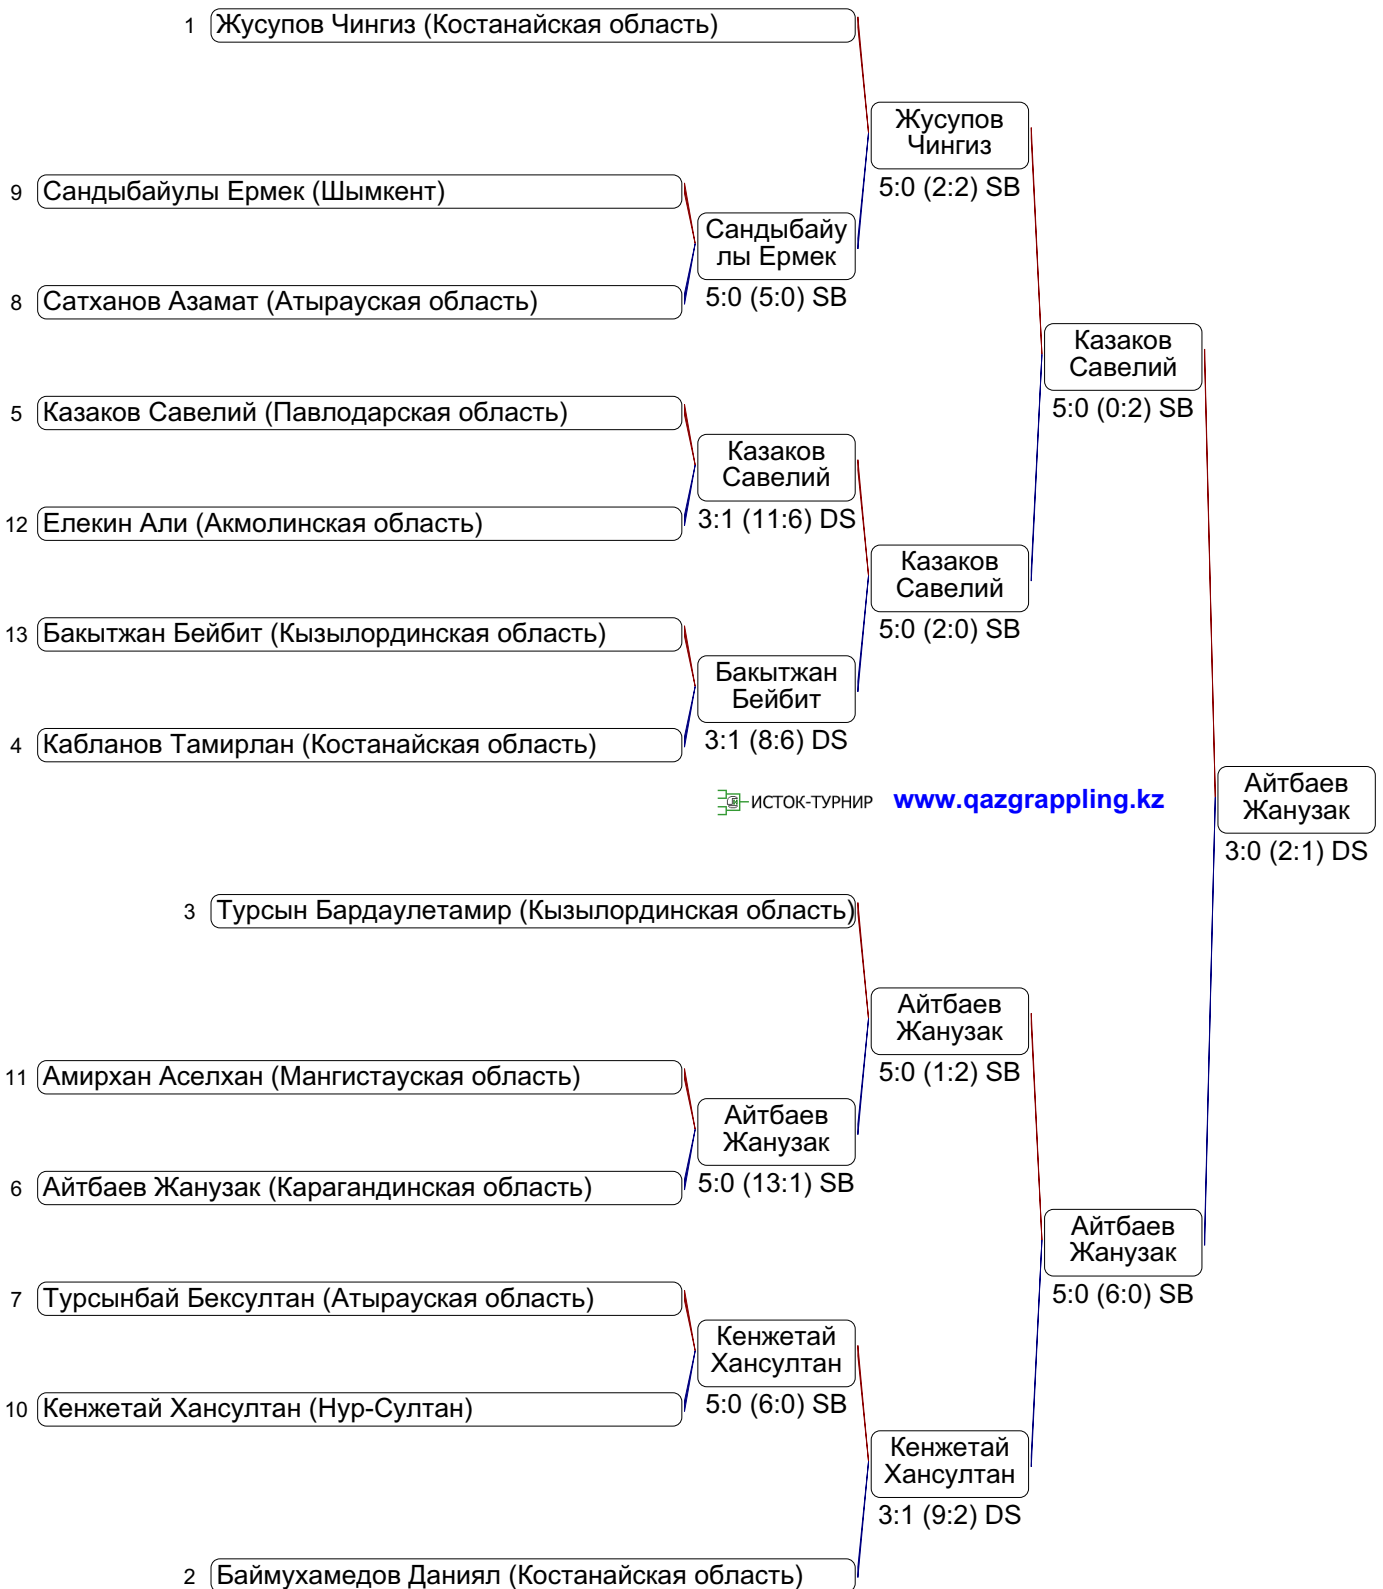 1 Жусупов Чингиз (Костанайская область)
Жусупов
Чингиз
5:0 (2:2) SB
9 Сандыбайулы Ермек (Шымкент)
Сандыбайу
лы Ермек
5:0 (5:0) SB
8 Сатханов Азамат (Атырауская область)
Казаков
Савелий
5:0 (0:2) SB
5 Казаков Савелий (Павлодарская область)
Казаков
Савелий
3:1 (11:6) DS
12 Елекин Али (Акмолинская область)
Казаков
Савелий
5:0 (2:0) SB
13 Бакытжан Бейбит (Кызылординская область)
Бакытжан
Бейбит
3:1 (8:6) DS
4 Кабланов Тамирлан (Костанайская область)
ИСТОК-ТУРНИР www.qazgrappling.kz
Айтбаев
Жанузак
3:0 (2:1) DS
3 Турсын Бардаулетамир (Кызылординская область)
Айтбаев
Жанузак
5:0 (1:2) SB
11 Амирхан Аселхан (Мангистауская область)
Айтбаев
Жанузак
5:0 (13:1) SB
6 Айтбаев Жанузак (Карагандинская область)
Айтбаев
Жанузак
5:0 (6:0) SB
7 Турсынбай Бексултан (Атырауская область)
Кенжетай
Хансултан
5:0 (6:0) SB
10 Кенжетай Хансултан (Нур-Султан)
Кенжетай
Хансултан
3:1 (9:2) DS
2 Баймухамедов Даниял (Костанайская область)